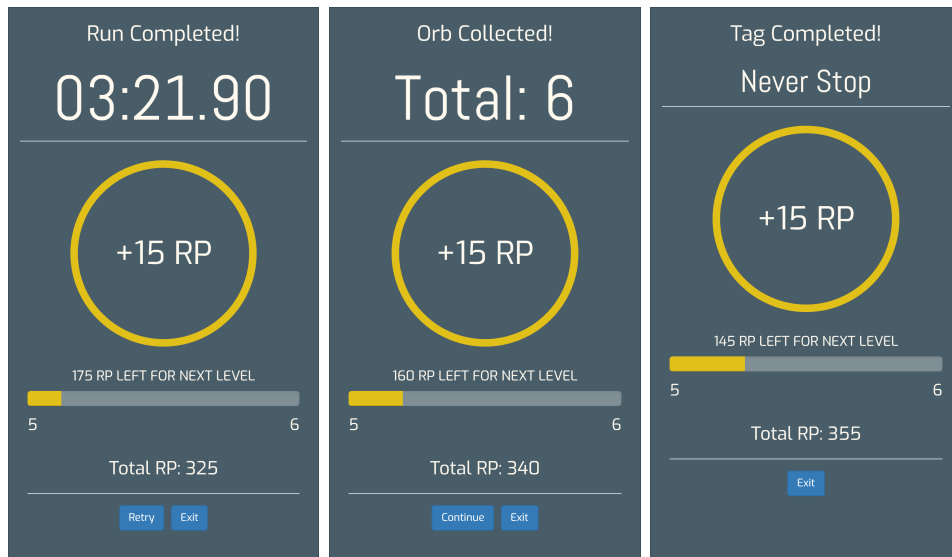 Run Completed!
03:21.90
+15 RP
175 RP LEFT FOR NEXT LEVEL
5 6
Total RP: 325
Retry Exit
Orb Collected!
Total: 6
+15 RP
160 RP LEFT FOR NEXT LEVEL
5 6
Total RP: 340
Continue Exit
Tag Completed!
Never Stop
+15 RP
145 RP LEFT FOR NEXT LEVEL
5 6
Total RP: 355
Exit